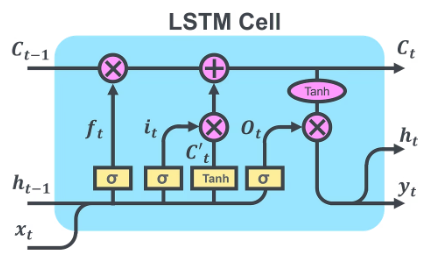 LSTM Cell
C_{t-1}
C_t
Tanh
f_t
i_t
O_t
C'_t
h_t
h_{t-1}
σ
σ
Tanh
σ
y_t
x_t